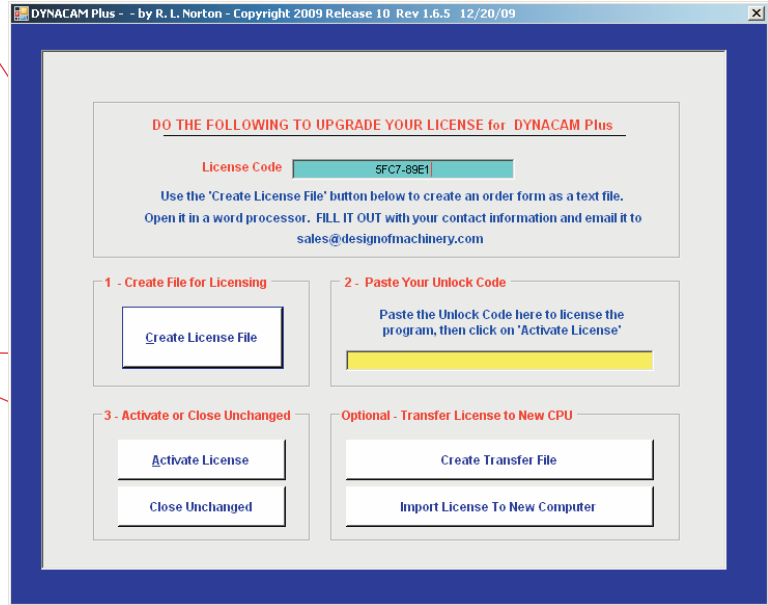 DYNACAM Plus - - by R. L. Norton - Copyright 2009 Release 10 Rev 1.6.5 12/20/09
DO THE FOLLOWING TO UPGRADE YOUR LICENSE for DYNACAM Plus
License Code 5FC7-89E1
Use the 'Create License File' button below to create an order form as a text file.
Open it in a word processor. FILL IT OUT with your contact information and email it to
sales@designofmachinery.com
1 - Create File for Licensing
Create License File
2 - Paste Your Unlock Code
Paste the Unlock Code here to license the
program, then click on 'Activate License'
3 - Activate or Close Unchanged
Activate License
Close Unchanged
Optional - Transfer License to New CPU
Create Transfer File
Import License To New Computer